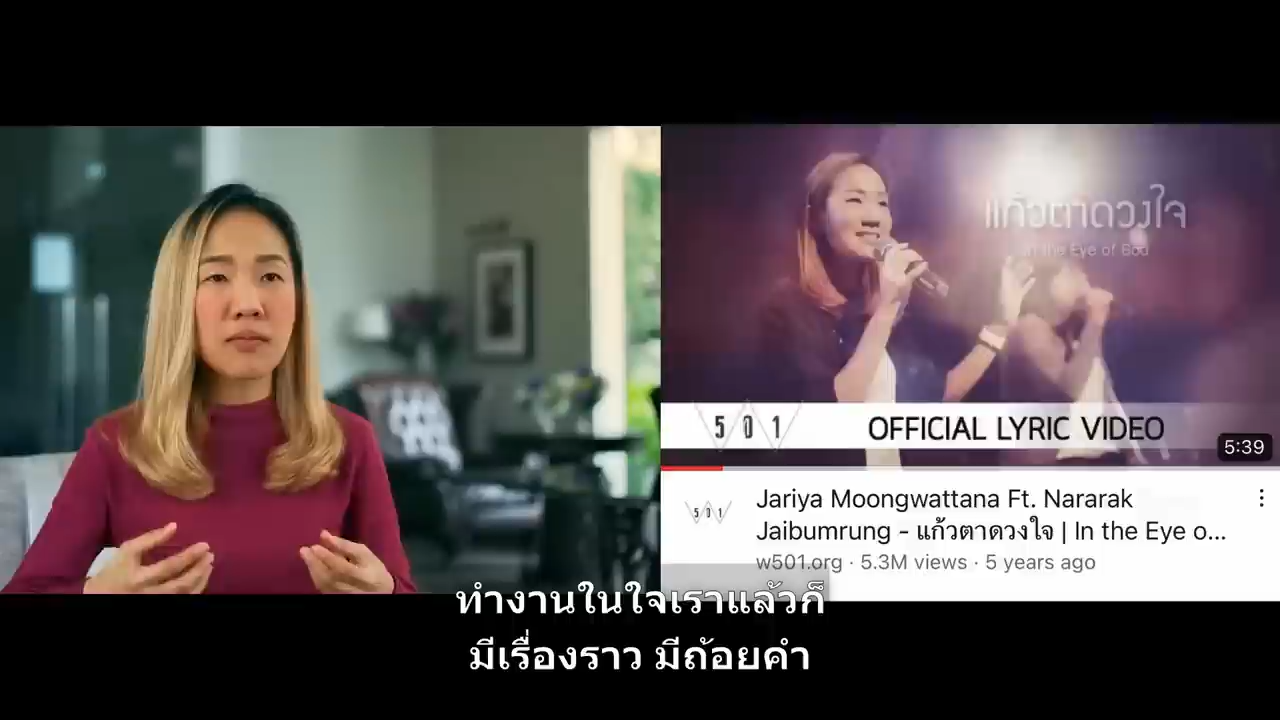 แก้วตาดวงใจ
In the Eye of God
501
OFFICIAL LYRIC VIDEO
5:39
501
Jariya Moongwattana Ft. Nararak
Jaibumrung - แก้วตาดวงใจ | In the Eye o...
w501.org · 5.3M views · 5 years ago
ทำงานในใจเราแล้วก็
มีเรื่องราว มีถ้อยคำ